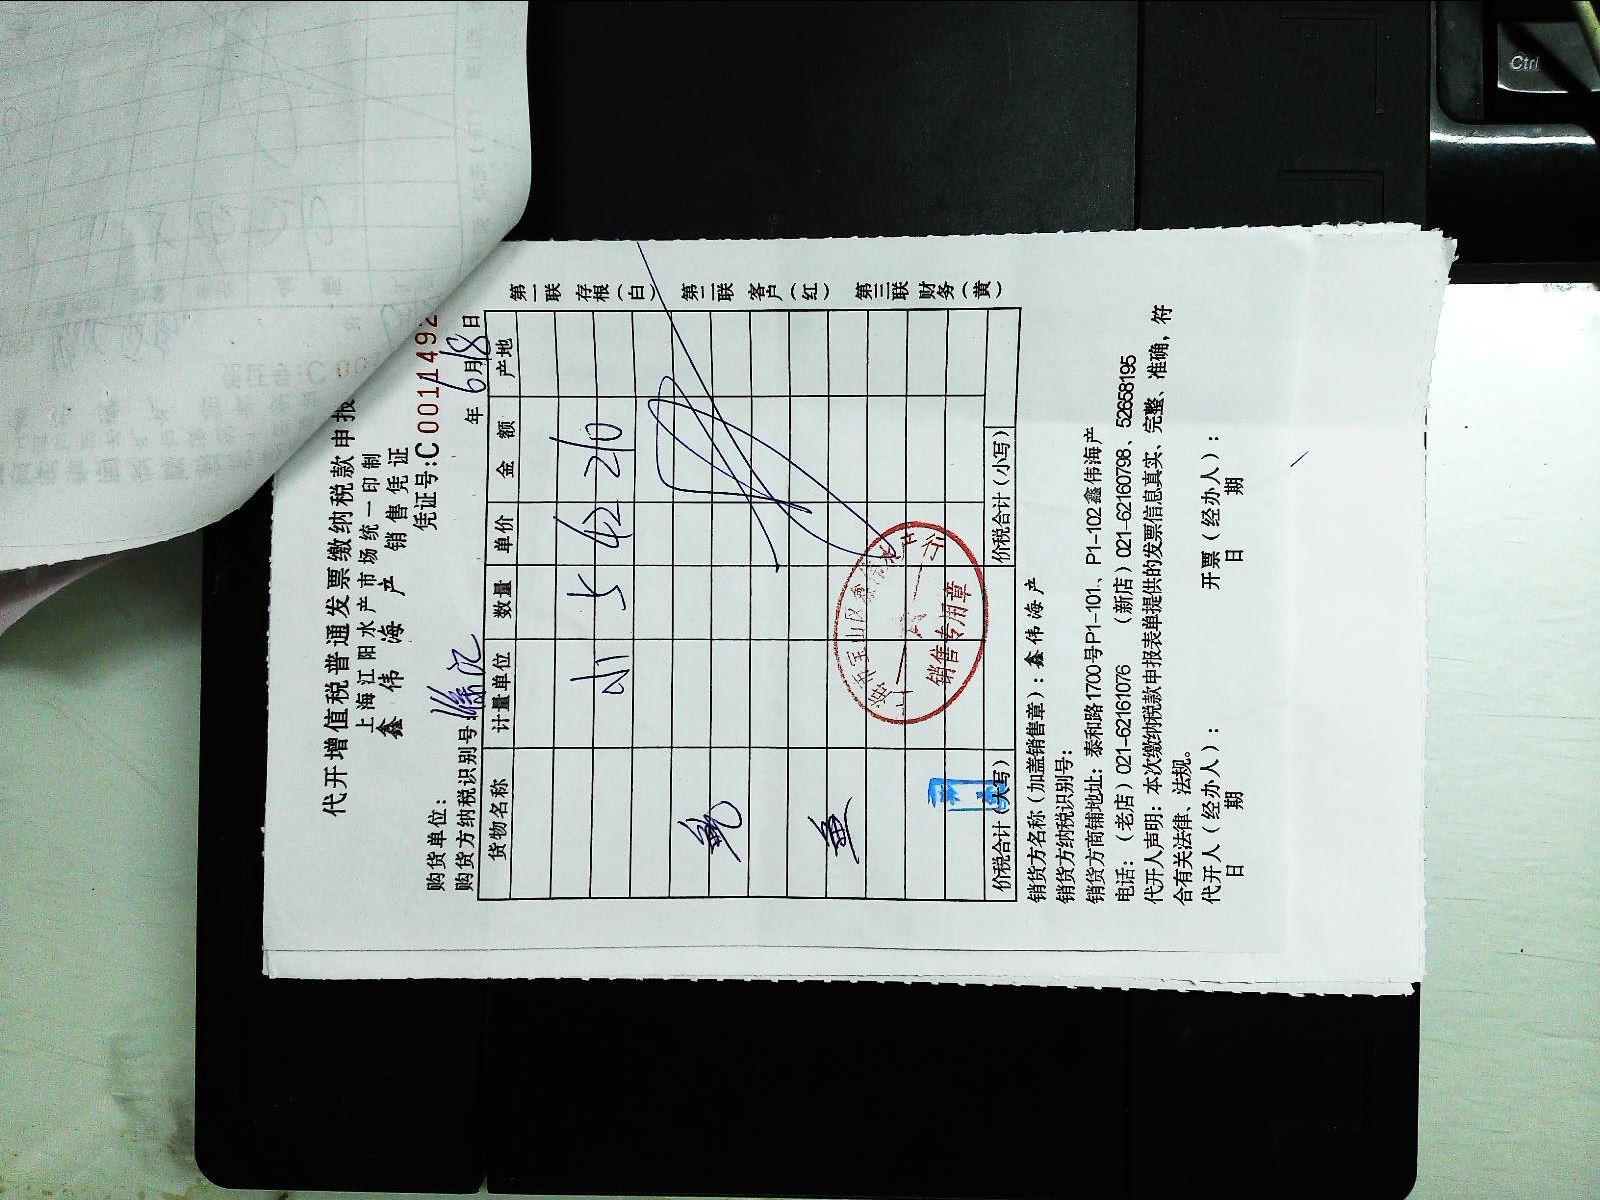 代开增值税普通发票缴纳税款申报
上海江阳水产市场统一印制
鑫伟海产 销售凭证
凭证号:C 0011492
购货单位:
年 6月18日
购货方纳税识别号:
货物名称 计量单位 数量 单价 金额 产地
小 5 42 210
鱼
价税合计(大写) 价税合计(小写)
第一联 存根(白) 第二联 客户(红) 第三联 财务(黄)
销售专用章
销货方名称(加盖销售章):鑫伟海产
销货方纳税识别号:
销货方商铺地址:泰和路1700号P1-101、P1-102鑫伟海产
电话:(老店)021-62161076 (新店)021-62160798、52658195
代开人声明:本次缴纳税款申报表单提供的发票信息真实、完整、准确,符
合有关法律、法规。
代开人(经办人): 开票(经办人):
日期 日期
Ctrl